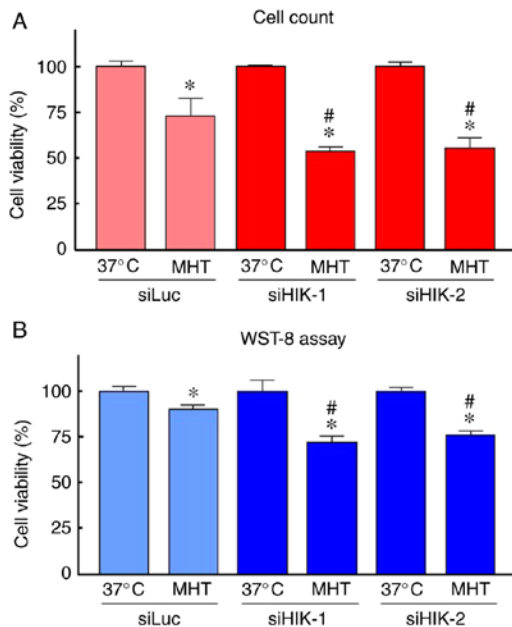 A
Cell count
Cell viability (%)
100
75
50
25
0
*
#
*
#
*
37°C MHT 37°C MHT 37°C MHT
siLuc siHIK-1 siHIK-2
B
WST-8 assay
Cell viability (%)
100
75
50
25
0
*
#
*
#
*
37°C MHT 37°C MHT 37°C MHT
siLuc siHIK-1 siHIK-2